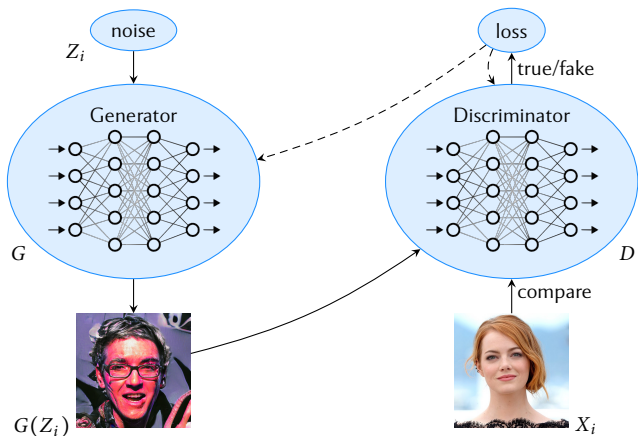 noise
loss
Z_i
true/fake
Generator
Discriminator
G
D
compare
G(Z_i)
X_i